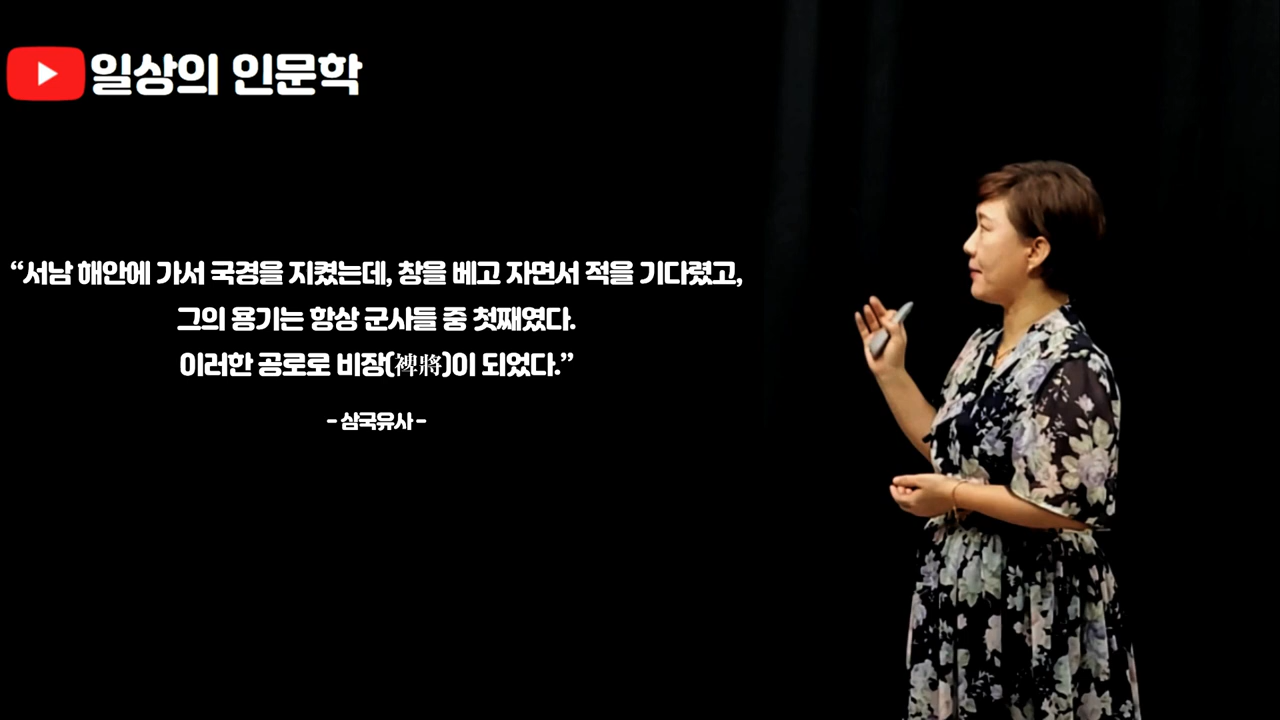 일상의 인문학
“서남 해안에 가서 국경을 지켰는데, 창을 베고 자면서 적을 기다렸고,
그의 용기는 항상 군사들 중 첫째였다.
이러한 공로로 비장(裨將)이 되었다.”
- 삼국유사 -